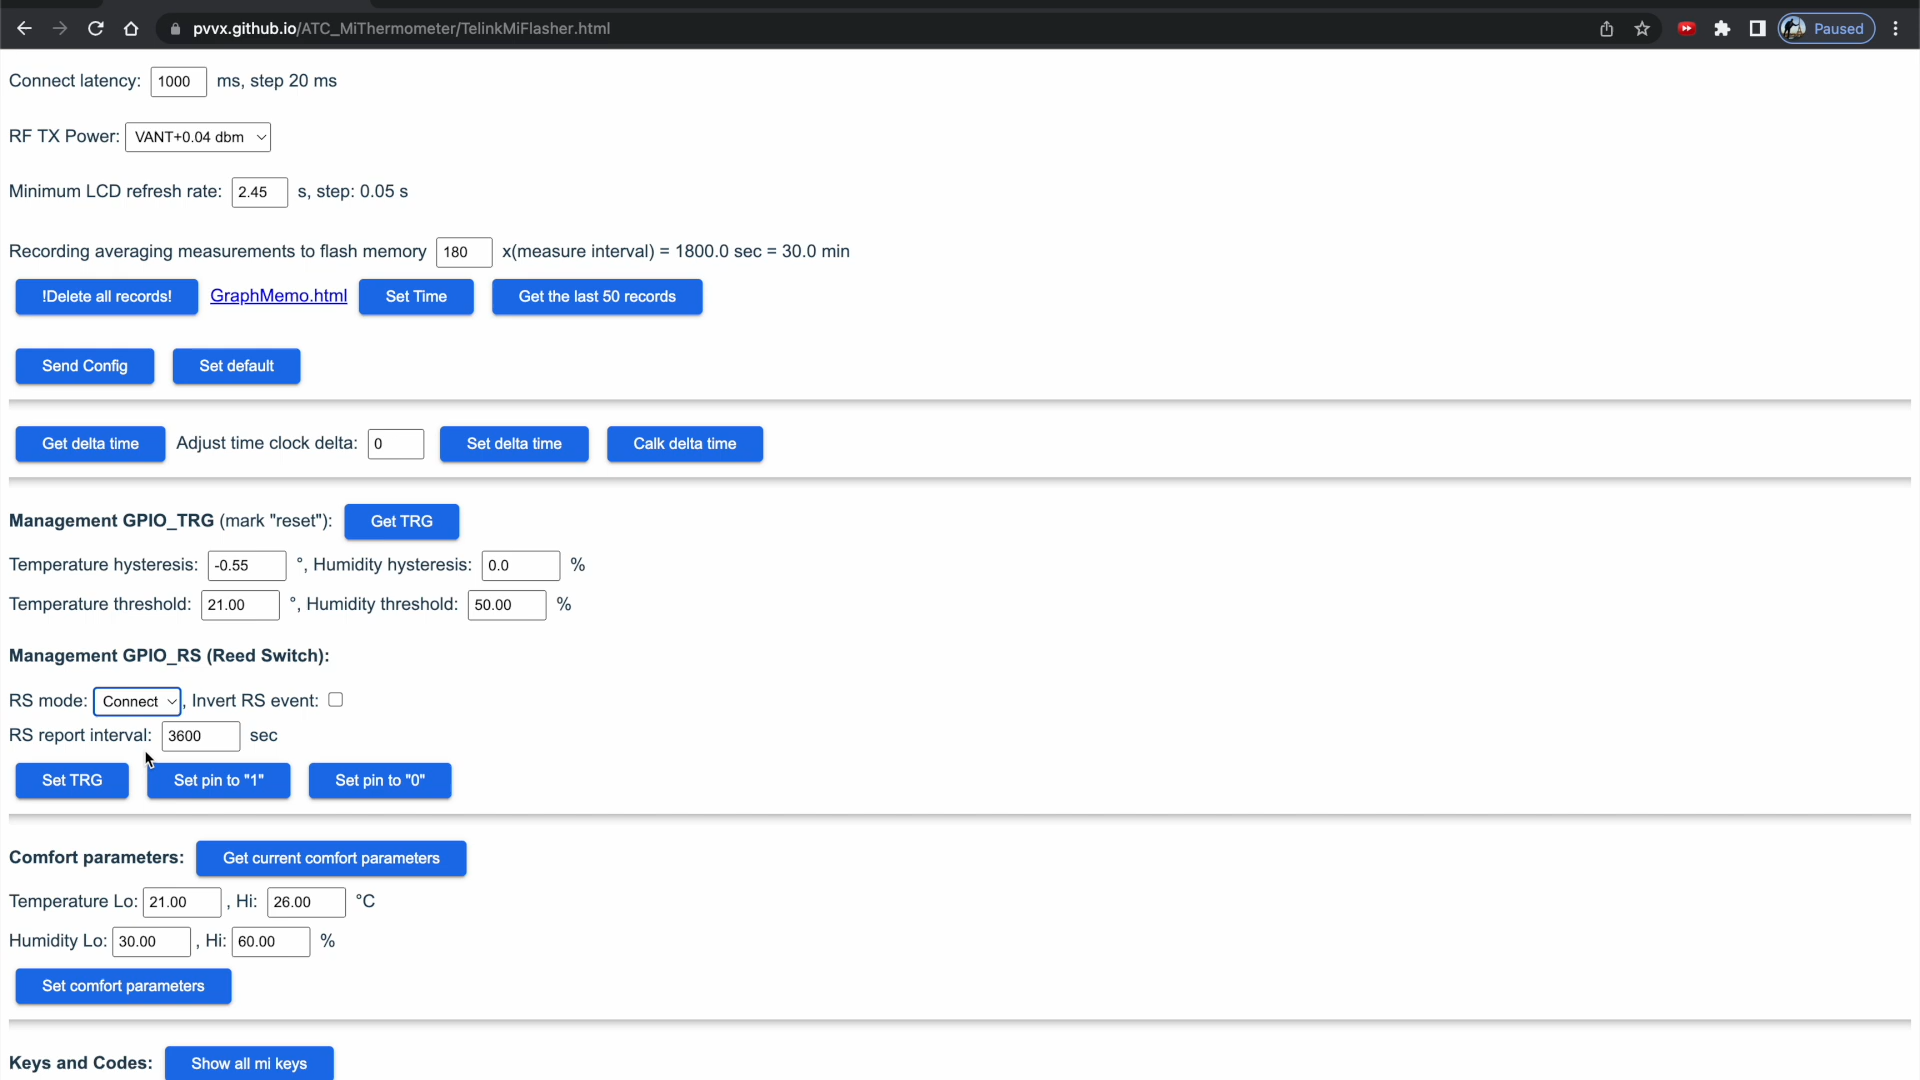 pvvx.github.io/ATC_MiThermometer/TelinkMiFlasher.html Paused
Connect latency: 1000 ms, step 20 ms
RF TX Power: VANT+0.04 dbm
Minimum LCD refresh rate: 2.45 s, step: 0.05 s
Recording averaging measurements to flash memory 180 x(measure interval) = 1800.0 sec = 30.0 min
!Delete all records! GraphMemo.html Set Time Get the last 50 records
Send Config Set default
Get delta time Adjust time clock delta: 0 Set delta time Calk delta time
Management GPIO_TRG (mark "reset"): Get TRG
Temperature hysteresis: -0.55 °, Humidity hysteresis: 0.0 %
Temperature threshold: 21.00 °, Humidity threshold: 50.00 %
Management GPIO_RS (Reed Switch):
RS mode: Connect , Invert RS event:
RS report interval: 3600 sec
Set TRG Set pin to "1" Set pin to "0"
Comfort parameters: Get current comfort parameters
Temperature Lo: 21.00 , Hi: 26.00 °C
Humidity Lo: 30.00 , Hi: 60.00 %
Set comfort parameters
Keys and Codes: Show all mi keys